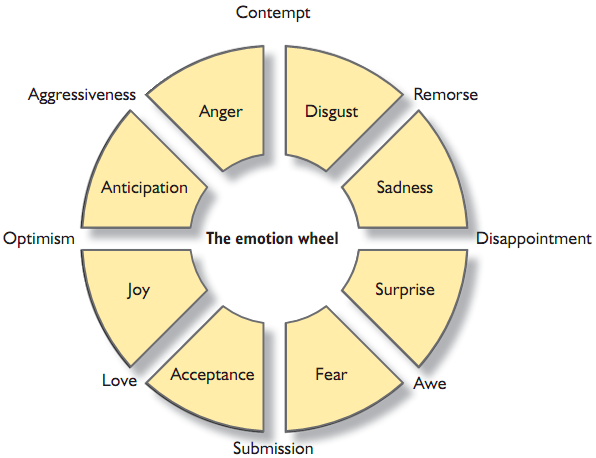 Contempt
Aggressiveness
Remorse
Anger
Disgust
Anticipation
Sadness
Optimism
The emotion wheel
Disappointment
Joy
Surprise
Love
Acceptance
Fear
Awe
Submission